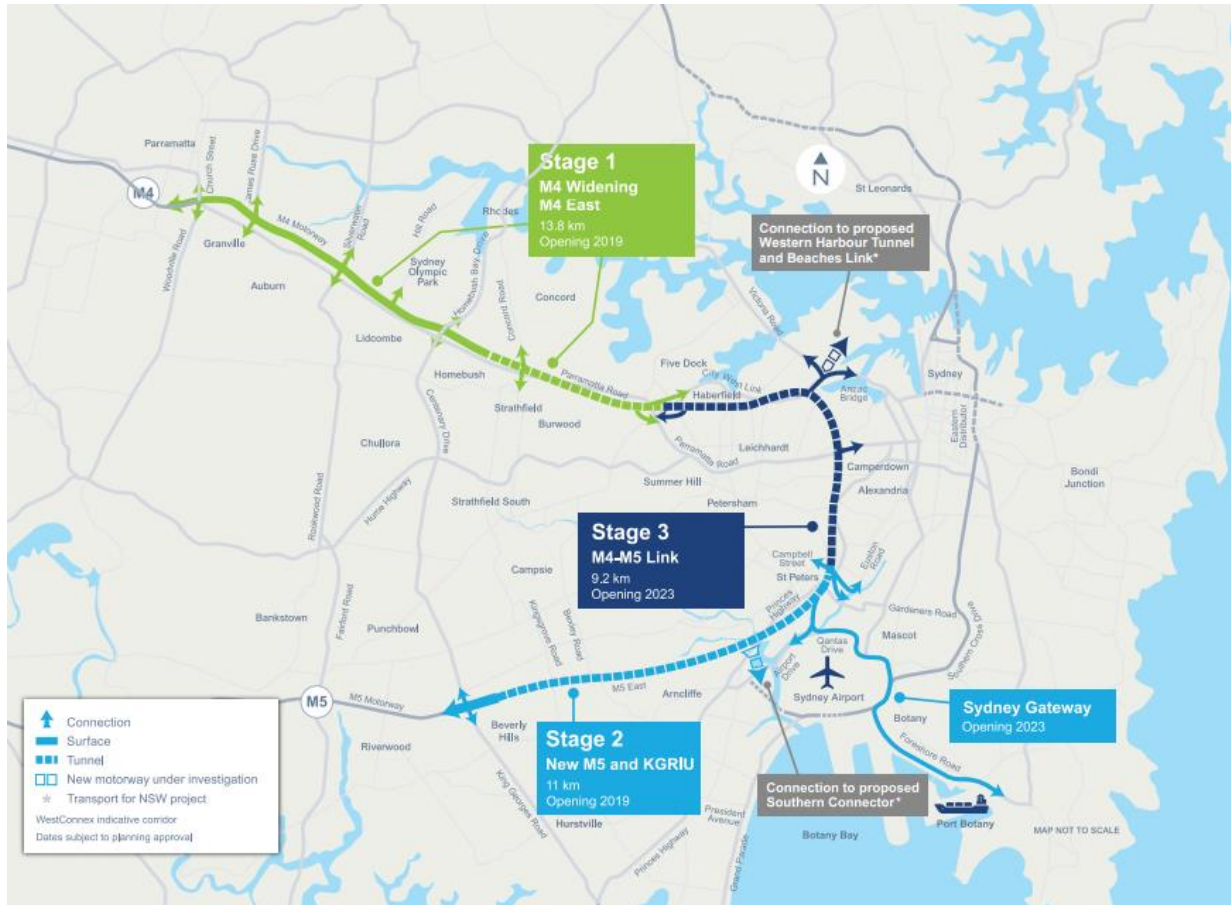 Parramatta
M4
Church Street
James Ruse Drive
M4 Motorway
Silverwater
Road
Hill Road
Rhodes
Homebush Bay Drive
Granville
Woodville Road
Auburn
Sydney
Olympic
Park
Concord Road
Concord
Lidcombe
Homebush
Strathfield
Burwood
Parramatta Road
Stage 1
M4 Widening
M4 East
13.8 km
Opening 2019
N
St Leonards
Connection to proposed
Western Harbour Tunnel
and Beaches Link*
Victoria Road
Five Dock
City West Link
Haberfield
Anzac
Bridge
Sydney
Eastern
Distributor
Parramatta
Road
Leichhardt
Camperdown
Alexandria
Bondi
Junction
Summer Hill
Petersham
Chullora
Centenary Drive
Rookwood Road
Hume Highway
Strathfield South
Stage 3
M4-M5 Link
9.2 km
Opening 2023
Campbell
Street
St Peters
Euston
Road
Princes
Highway
Gardeners Road
Mascot
Southern Cross Drive
Campsie
Kingsgrove Road
Bexley Road
Bankstown
Fairford Road
Punchbowl
Qantas
Drive
Airport
Drive
Sydney Airport
M5 East
Arncliffe
M5
M5 Motorway
Riverwood
Beverly
Hills
Stage 2
New M5 and KGRIU
11 km
Opening 2019
Botany
Sydney Gateway
Opening 2023
Foreshore Road
Connection to proposed
Southern Connector*
Port Botany
Botany Bay
King Georges Road
Hurstville
Princes Highway
President
Avenue
Grand Parade
MAP NOT TO SCALE
Connection
Surface
Tunnel
New motorway under investigation
* Transport for NSW project
WestConnex indicative corridor
Dates subject to planning approval